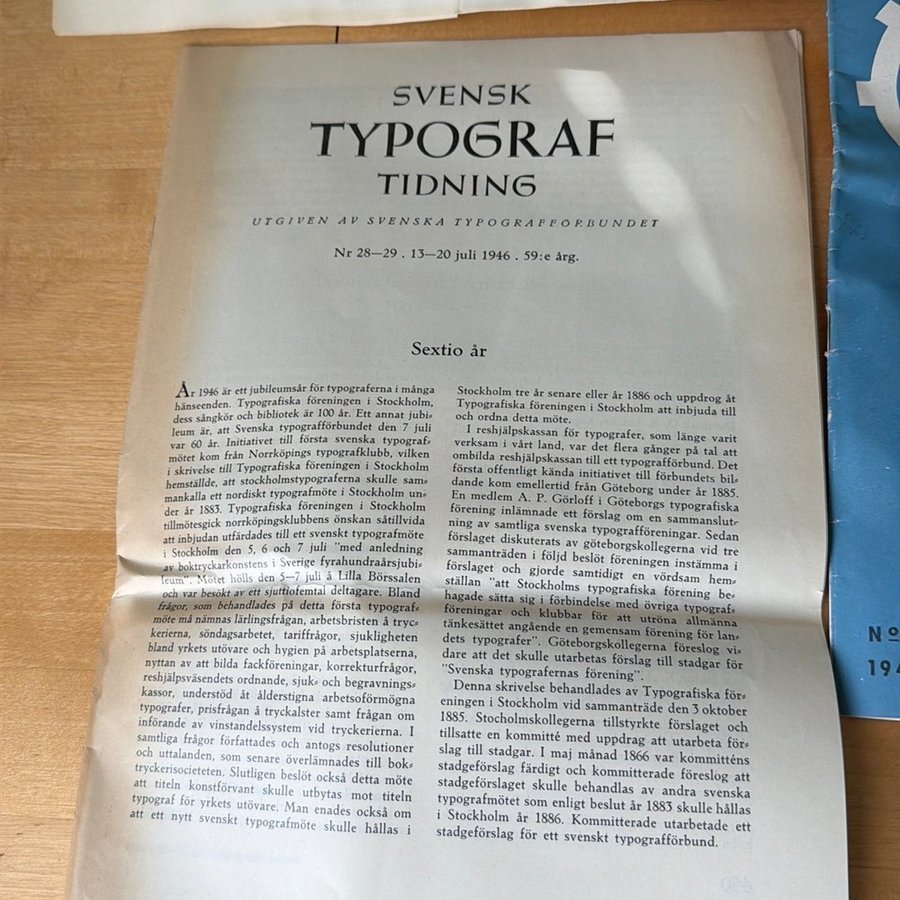 SVENSK
TYPOGRAF
TIDNING
UTGIVEN AV SVENSKA TYPOGRAFFÖRBUNDET
Nr 28—29 . 13—20 juli 1946 . 59:e årg.
Sextio år
År 1946 är ett jubileumsår för typograferna i många
hänseenden. Typografiska föreningen i Stockholm,
dess sångkör och bibliotek är 100 år. Ett annat jubi-
leum är, att Svenska typografförbundet den 7 juli
var 60 år. Initiativet till första svenska typograf-
mötet kom från Norrköpings typografklubb, vilken
i skrivelse till Typografiska föreningen i Stockholm
hemställde, att stockholmstypograferna skulle sam-
mankalla ett nordiskt typografmöte i Stockholm un-
der år 1883. Typografiska föreningen i Stockholm
tillmötesgick norrköpingsklubbens önskan såtillvida
att inbjudan utfärdades till ett svenskt typografmöte
i Stockholm den 5, 6 och 7 juli "med anledning
av boktryckarkonstens i Sverige fyrahundraårsjubi-
leum". Mötet hölls den 5—7 juli å Lilla Börssalen
och var besökt av ett sjuttiofemtal deltagare. Bland
frågor, som behandlades på detta första typograf-
möte må nämnas lärlingsfrågan, arbetsbristen å tryc-
kerierna, söndagsarbetet, tariffrågor, sjukligheten
bland yrkets utövare och hygien på arbetsplatserna,
nyttan av att bilda fackföreningar, korrekturfrågor,
reshjälpsväsendets ordnande, sjuk- och begravnings-
kassor, understöd åt ålderstigna arbetsoförmögna
typografer, prisfrågan å tryckalster samt frågan om
införande av vinstandelssystem vid tryckerierna. I
samtliga frågor författades och antogs resolutioner
och uttalanden, som senare överlämnades till bok-
tryckerisocieteten. Slutligen beslöt också detta möte
att titeln konstförvant skulle utbytas mot titeln
typograf för yrkets utövare. Man enades också om
att ett nytt svenskt typografmöte skulle hållas i
Stockholm tre år senare eller år 1886 och uppdrog åt
Typografiska föreningen i Stockholm att inbjuda till
och ordna detta möte.
I reshjälpskassan för typografer, som länge varit
verksam i vårt land, var det flera gånger på tal att
ombilda reshjälpskassan till ett typografförbund. Det
första offentligt kända initiativet till förbundets bil-
dande kom emellertid från Göteborg under år 1885.
En medlem A. P. Görloff i Göteborgs typografiska
förening inlämnade ett förslag om en sammanslut-
ning av samtliga svenska typografföreningar. Sedan
förslaget diskuterats av göteborgskollegerna vid tre
sammanträden i följd beslöt föreningen instämma i
förslaget och gjorde samtidigt en vördsam hem-
ställan "att Stockholms typografiska förening be-
hagade sätta sig i förbindelse med övriga typograf-
föreningar och klubbar för att utröna allmänna
tänkesättet angående en gemensam förening för lan-
dets typografer". Göteborgskollegerna föreslog vi-
dare att det skulle utarbetas förslag till stadgar för
"Svenska typografernas förening".
Denna skrivelse behandlades av Typografiska för-
eningen i Stockholm vid sammanträde den 3 oktober
1885. Stocholmskollegerna tillstyrkte förslaget och
tillsatte en kommitté med uppdrag att utarbeta för-
slag till stadgar. I maj månad 1866 var kommitténs
stadgeförslag färdigt och kommitterade föreslog att
stadgeförslaget skulle behandlas av andra svenska
typografmötet som enligt beslut år 1883 skulle hållas
i Stockholm år 1886. Kommitterade utarbetade ett
stadgeförslag för ett svenskt typografförbund.
Nº